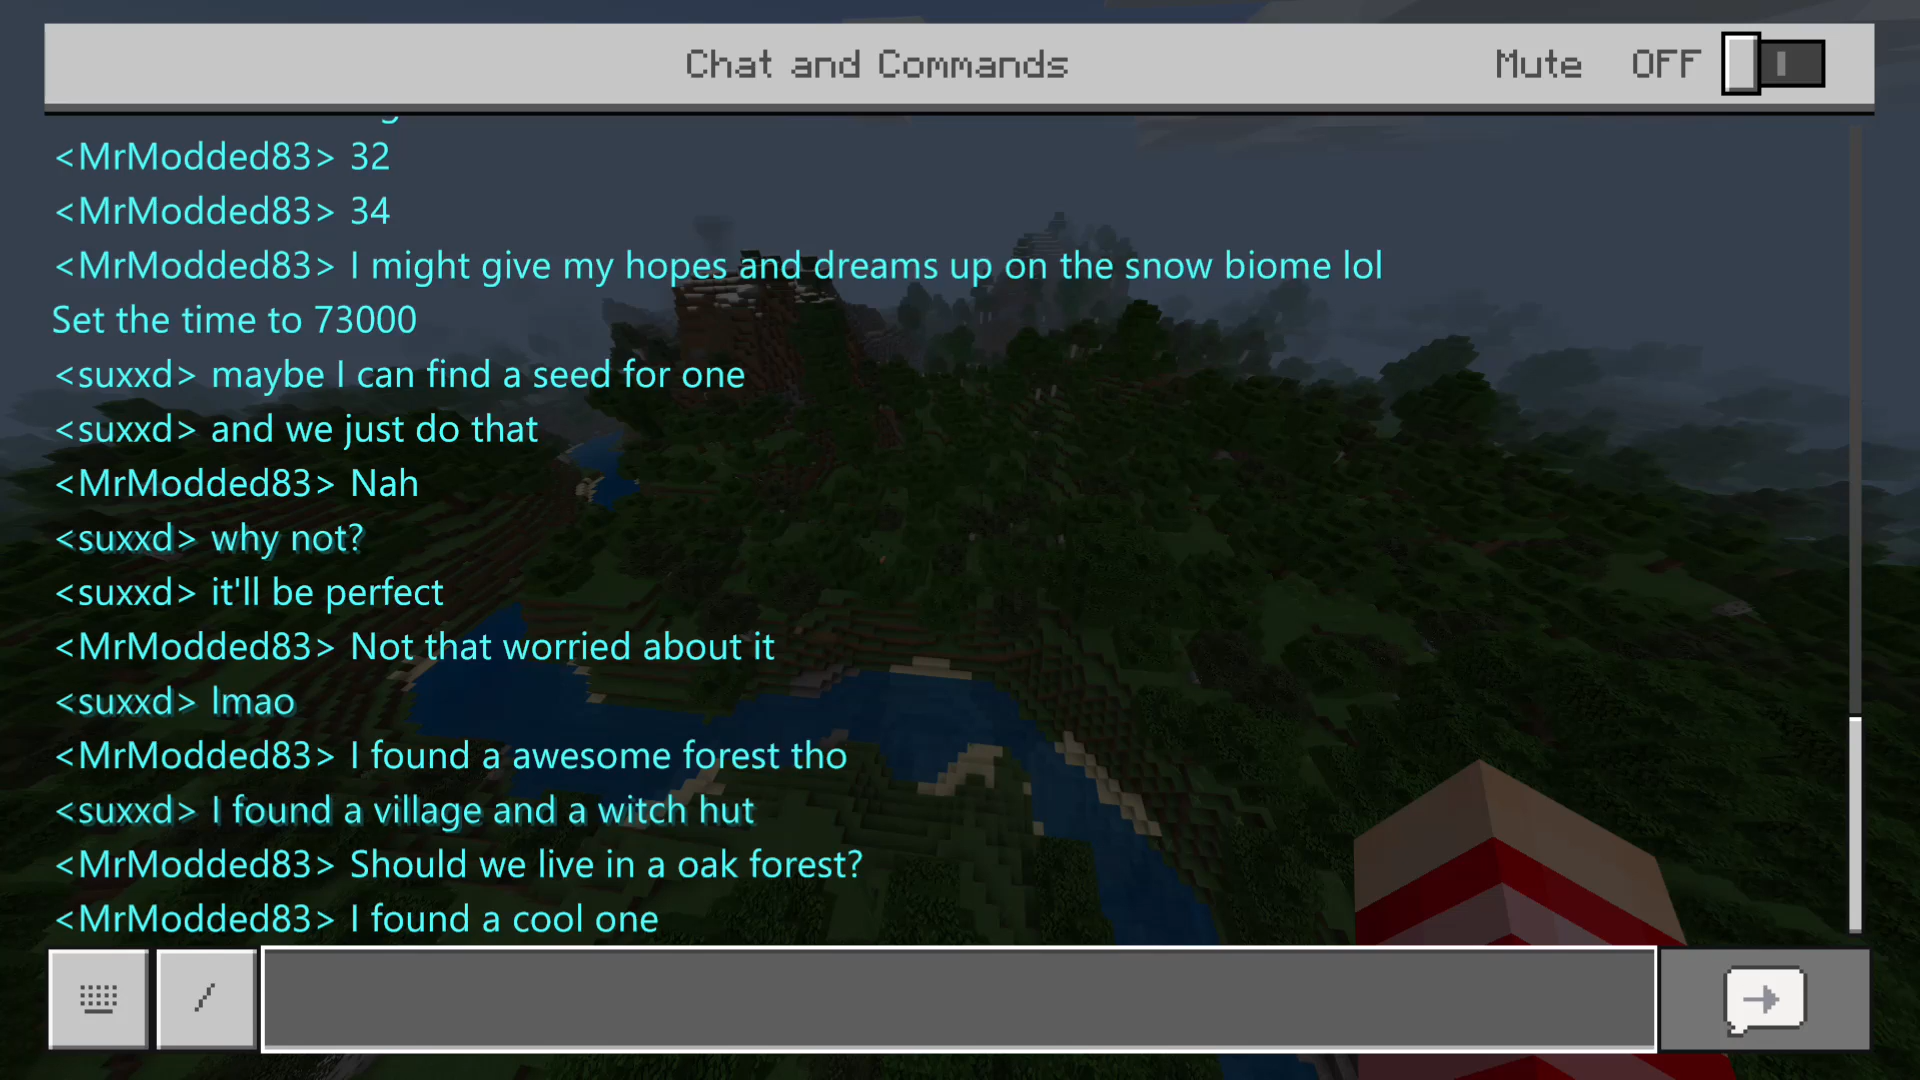 Chat and Commands Mute OFF
<MrModded83> 32
<MrModded83> 34
<MrModded83> I might give my hopes and dreams up on the snow biome lol
Set the time to 73000
<suxxd> maybe I can find a seed for one
<suxxd> and we just do that
<MrModded83> Nah
<suxxd> why not?
<suxxd> it'll be perfect
<MrModded83> Not that worried about it
<suxxd> lmao
<MrModded83> I found a awesome forest tho
<suxxd> I found a village and a witch hut
<MrModded83> Should we live in a oak forest?
<MrModded83> I found a cool one
/